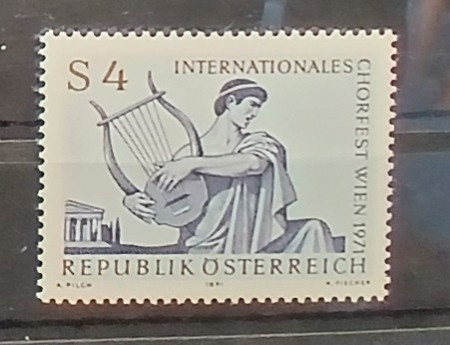 S 4
INTERNATIONALES
CHORFEST WIEN 1971
REPUBLIK ÖSTERREICH
A. PILCH 1971 A. FISCHER